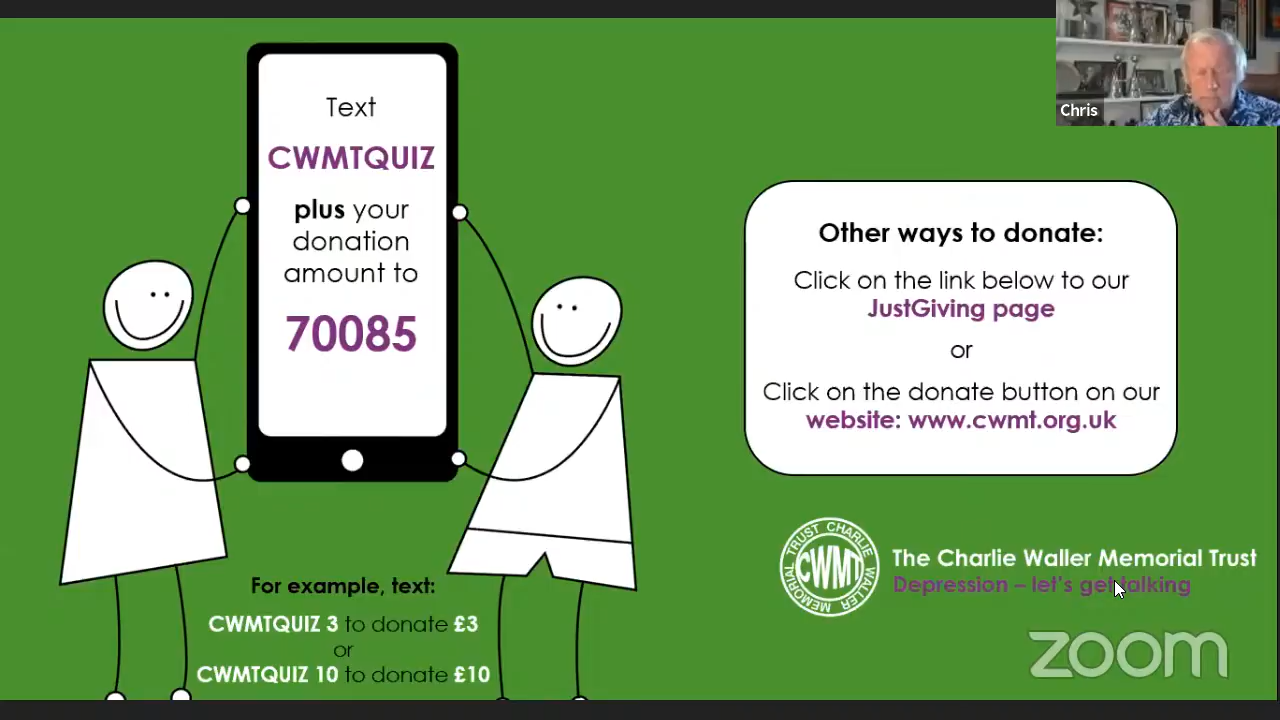 Text
CWMTQUIZ
plus your
donation
amount to
70085
For example, text:
CWMTQUIZ 3 to donate £3
or
CWMTQUIZ 10 to donate £10
Chris
Other ways to donate:
Click on the link below to our
JustGiving page
or
Click on the donate button on our
website: www.cwmt.org.uk
TRUST CHARLIE WALLER MEMORIAL
CWMT
The Charlie Waller Memorial Trust
Depression – let's get talking
zoom